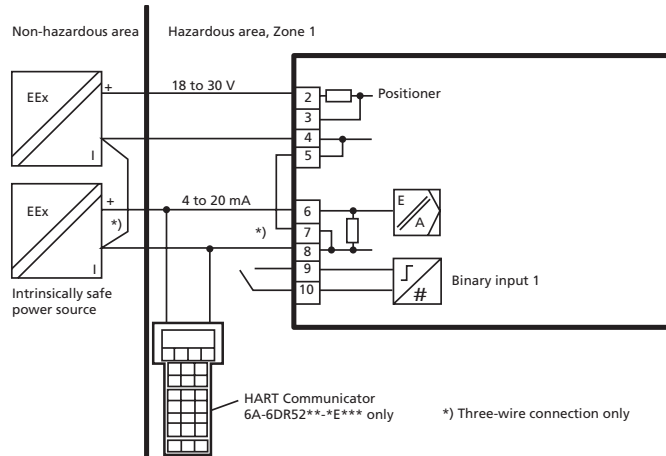 Non-hazardous area
Hazardous area, Zone 1
EEx
+
I
18 to 30 V
2
Positioner
3
4
5
EEx
+
*)
I
4 to 20 mA
*)
6
7
8
9
10
E
A
#
Binary input 1
Intrinsically safe
power source
HART Communicator
6A-6DR52**-*E*** only
*) Three-wire connection only